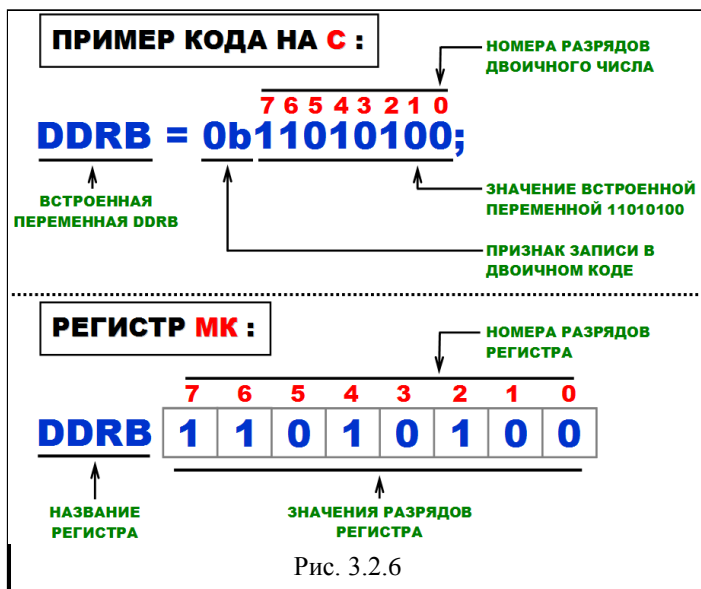 ПРИМЕР КОДА НА С :
НОМЕРА РАЗРЯДОВ
ДВОИЧНОГО ЧИСЛА
7 6 5 4 3 2 1 0
DDRB = 0b11010100;
ВСТРОЕННАЯ
ПЕРЕМЕННАЯ DDRB
ЗНАЧЕНИЕ ВСТРОЕННОЙ
ПЕРЕМЕННОЙ 11010100
ПРИЗНАК ЗАПИСИ В
ДВОИЧНОМ КОДЕ
РЕГИСТР МК :
НОМЕРА РАЗРЯДОВ
РЕГИСТРА
7 6 5 4 3 2 1 0
DDRB 1 1 0 1 0 1 0 0
НАЗВАНИЕ
РЕГИСТРА
ЗНАЧЕНИЯ РАЗРЯДОВ
РЕГИСТРА
Рис. 3.2.6